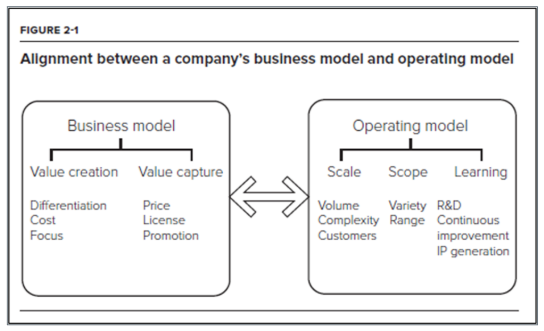 FIGURE 2-1
Alignment between a company's business model and operating model
Business model
Value creation Value capture
Differentiation
Cost
Focus
Price
License
Promotion
Operating model
Scale Scope Learning
Volume
Complexity
Customers
Variety
Range
R&D
Continuous
improvement
IP generation